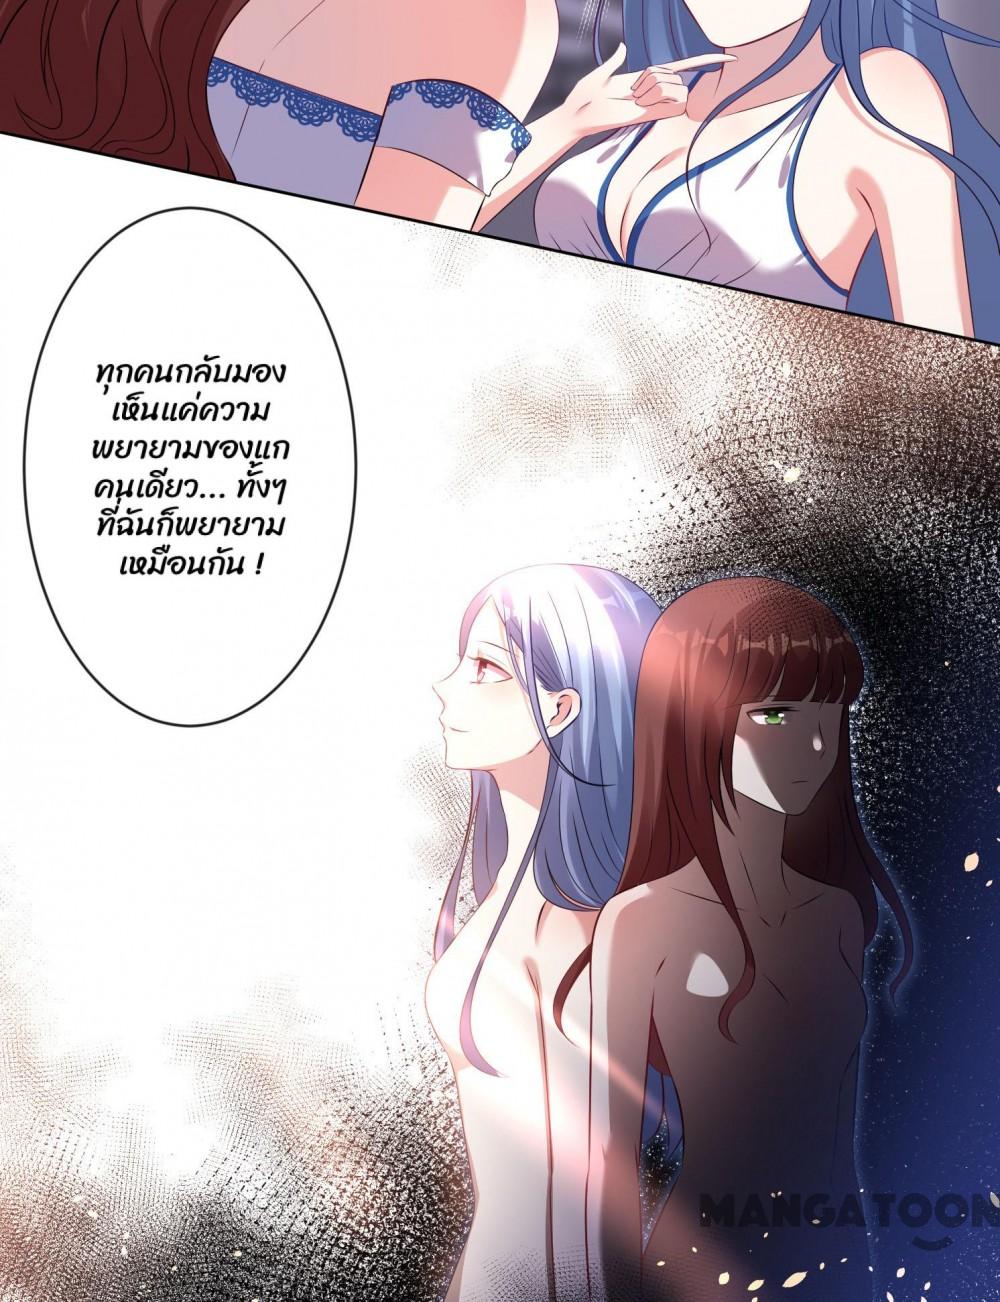 ทุกคนกลับมอง
เห็นแค่ความ
พยายามของแก
คนเดียว... ทั้งๆ
ที่ฉันก็พยายาม
เหมือนกัน !
MANGATOON